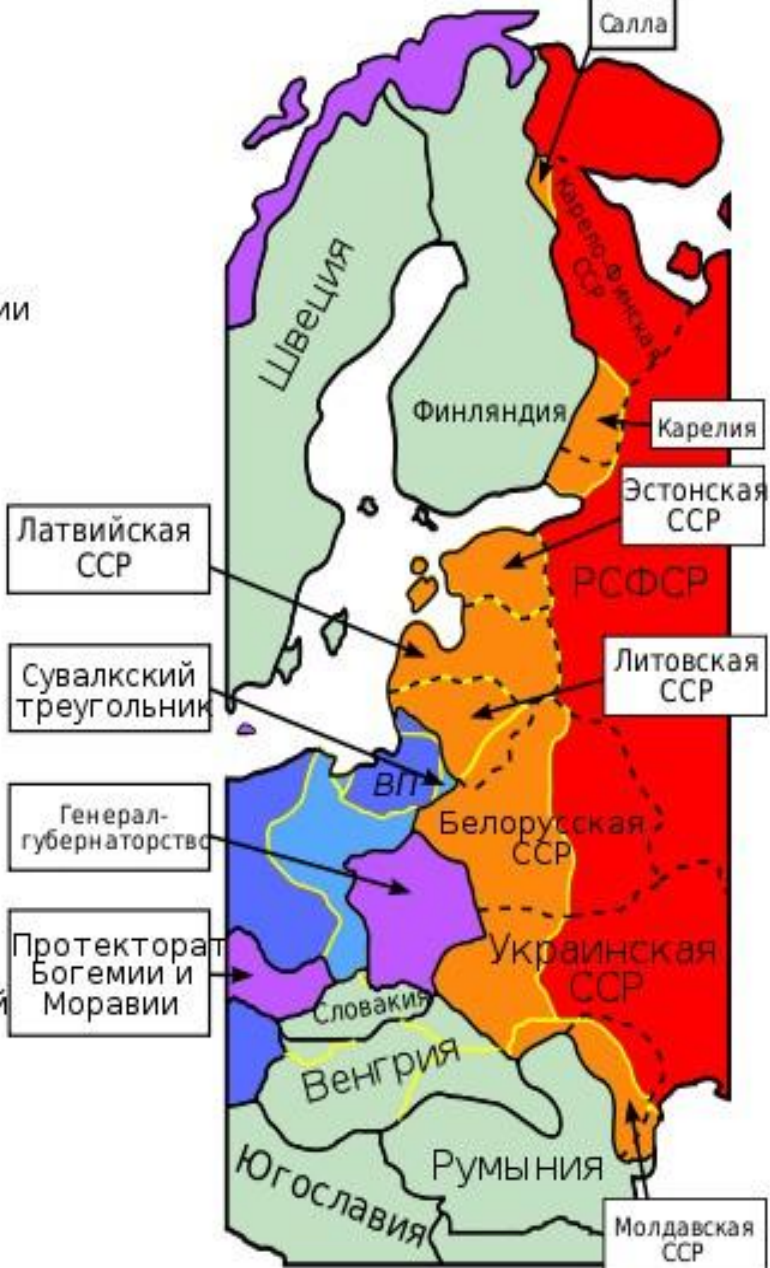 Салла
Карело-Финская
ССР
ии
Швеция
Финляндия
Карелия
Эстонская
ССР
Латвийская
ССР
РСФСР
Литовская
ССР
Сувалкский
треугольник
ВП
Генерал-
губернаторство
Белорусская
ССР
Протекторат
Богемии и
Моравии
й
Украинская
ССР
Словакия
Венгрия
Югославия
Румыния
Молдавская
ССР